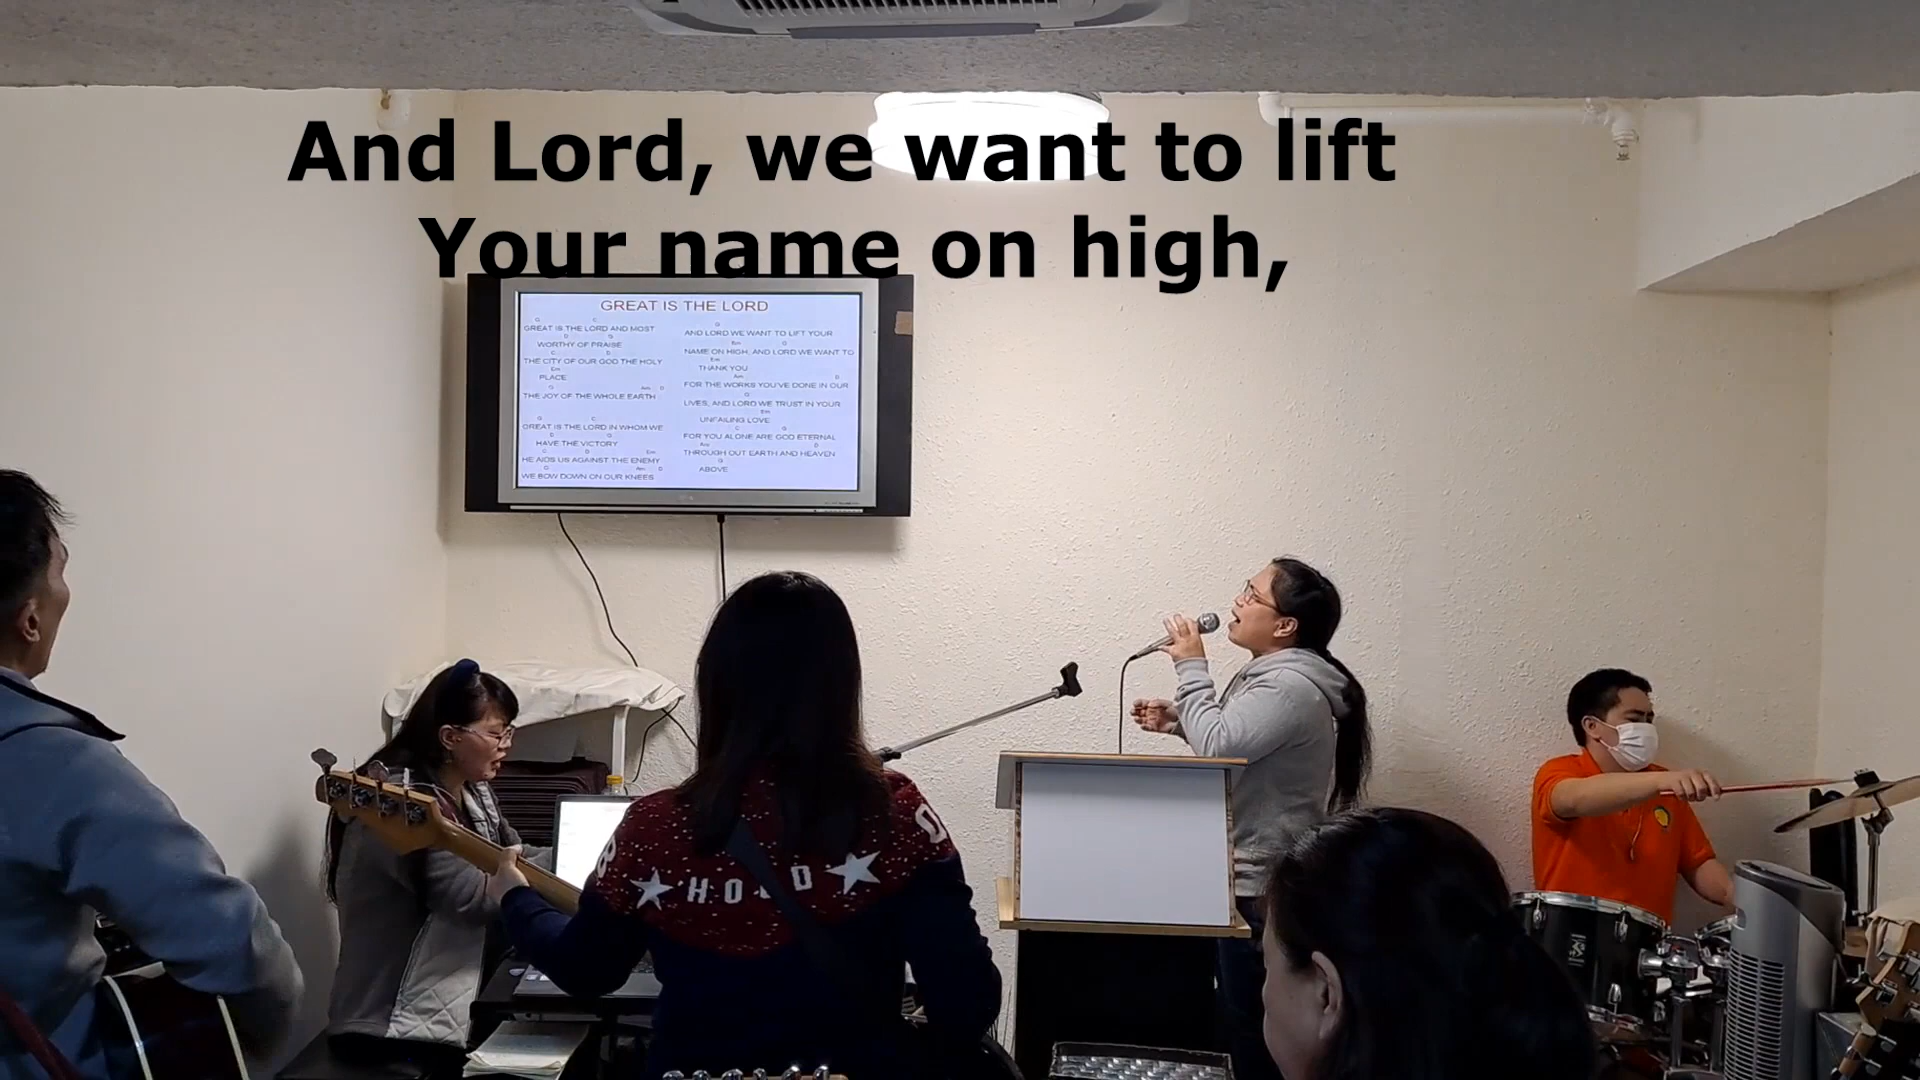 And Lord, we want to lift
Your name on high,
GREAT IS THE LORD
GREAT IS THE LORD AND MOST
WORTHY OF PRAISE
THE CITY OF OUR GOD THE HOLY
PLACE
THE JOY OF THE WHOLE EARTH
GREAT IS THE LORD IN WHOM WE
HAVE THE VICTORY
HE AIDS US AGAINST THE ENEMY
WE BOW DOWN ON OUR KNEES
AND LORD WE WANT TO LIFT YOUR
NAME ON HIGH, AND LORD WE WANT TO
THANK YOU
FOR THE WORKS YOU'VE DONE IN OUR
LIVES, AND LORD WE TRUST IN YOUR
UNFAILING LOVE
FOR YOU ALONE ARE GOD ETERNAL
THROUGH OUT EARTH AND HEAVEN
ABOVE